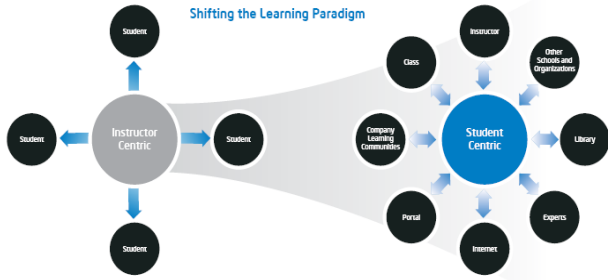 Shifting the Learning Paradigm
Student
Student
Instructor
Centric
Student
Student
Instructor
Class
Other
Schools and
Organizations
Company
Learning
Communities
Student
Centric
Library
Portal
Experts
Internet